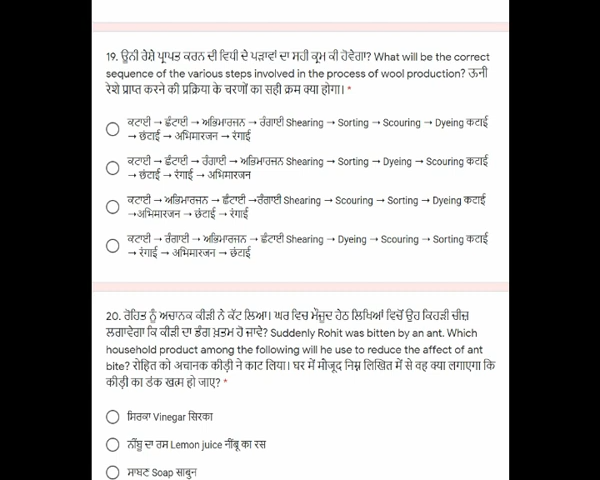 19. ਊਨੀ ਰੇਸ਼ੇ ਪ੍ਰਾਪਤ ਕਰਨ ਦੀ ਵਿਧੀ ਦੇ ਪੜਾਵਾਂ ਦਾ ਸਹੀ ਕ੍ਰਮ ਕੀ ਹੋਵੇਗਾ? What will be the correct
sequence of the various steps involved in the process of wool production? ऊनी
रेशे प्राप्त करने की प्रक्रिया के चरणों का सही क्रम क्या होगा। *
ਕਟਾਈ → ਛੰਟਾਈ → ਅਭਿਮਾਰਜਨ → ਰੰਗਾਈ Shearing → Sorting → Scouring → Dyeing कटाई
→ छंटाई → अभिमारजन → रंगाई
ਕਟਾਈ → ਛੰਟਾਈ → ਰੰਗਾਈ → ਅਭਿਮਾਰਜਨ Shearing → Sorting → Dyeing → Scouring कटाई
→ छंटाई → रंगाई → अभिमारजन
ਕਟਾਈ → ਅਭਿਮਾਰਜਨ → ਛੰਟਾਈ →ਰੰਗਾਈ Shearing → Scouring → Sorting → Dyeing कटाई
→अभिमारजन → छंटाई → रंगाई
ਕਟਾਈ → ਰੰਗਾਈ → ਅਭਿਮਾਰਜਨ → ਛੰਟਾਈ Shearing → Dyeing → Scouring → Sorting कटाई
→ रंगाई → अभिमारजन → छंटाई
20. ਰੋਹਿਤ ਨੂੰ ਅਚਾਨਕ ਕੀੜੀ ਨੇ ਕੱਟ ਲਿਆ। ਘਰ ਵਿਚ ਮੌਜੂਦ ਹੇਠ ਲਿਖਿਆਂ ਵਿਚੋਂ ਉਹ ਕਿਹੜੀ ਚੀਜ਼
ਲਗਾਵੇਗਾ ਕਿ ਕੀੜੀ ਦਾ ਡੰਗ ਖ਼ਤਮ ਹੋ ਜਾਵੇ? Suddenly Rohit was bitten by an ant. Which
household product among the following will he use to reduce the affect of ant
bite? रोहित को अचानक कीड़ी ने काट लिया। घर में मौजूद निम्न लिखित में से वह क्या लगाएगा कि
कीड़ी का डंक खत्म हो जाए? *
ਸਿਰਕਾ Vinegar सिरका
ਨੀਂਬੂ ਦਾ ਰਸ Lemon juice नींबू का रस
ਸਾਬਣ Soap साबुन